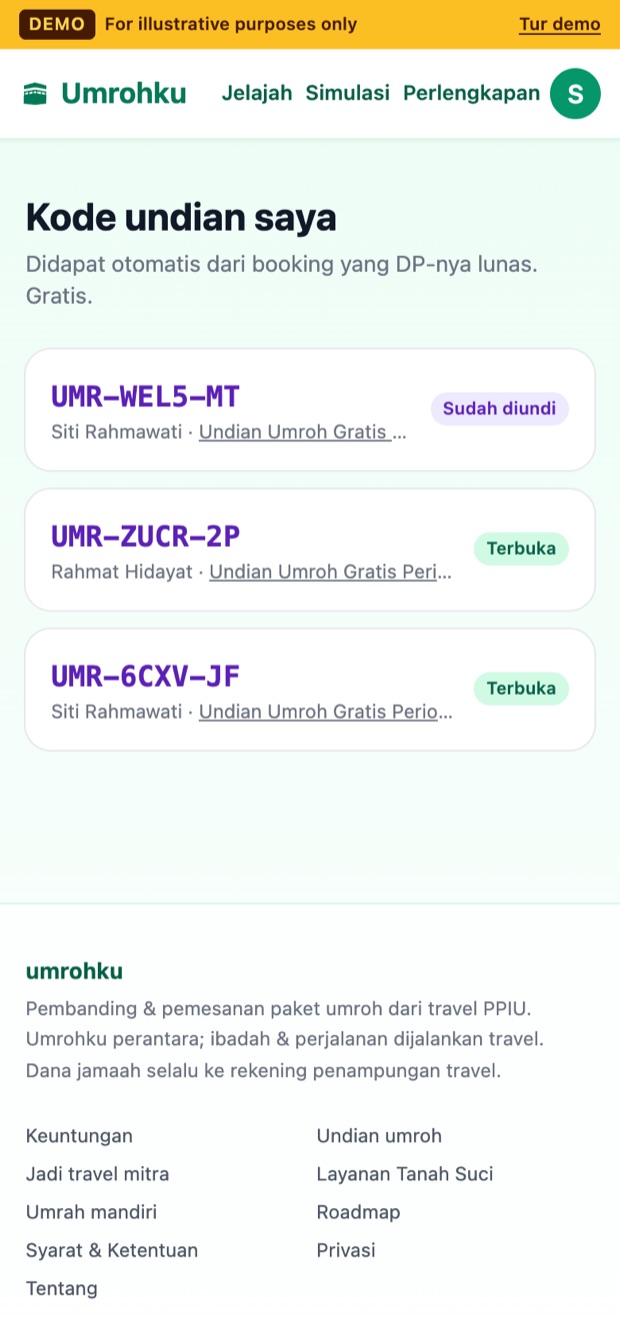 DEMO For illustrative purposes only Tur demo
Umrohku Jelajah Simulasi Perlengkapan S
Kode undian saya
Didapat otomatis dari booking yang DP-nya lunas.
Gratis.
UMR-WEL5-MT
Sudah diundi
Siti Rahmawati · Undian Umroh Gratis ...
UMR-ZUCR-2P
Terbuka
Rahmat Hidayat · Undian Umroh Gratis Peri...
UMR-6CXV-JF
Terbuka
Siti Rahmawati · Undian Umroh Gratis Perio...
umrohku
Pembanding & pemesanan paket umroh dari travel PPIU.
Umrohku perantara; ibadah & perjalanan dijalankan travel.
Dana jamaah selalu ke rekening penampungan travel.
Keuntungan Undian umroh
Jadi travel mitra Layanan Tanah Suci
Umrah mandiri Roadmap
Syarat & Ketentuan Privasi
Tentang